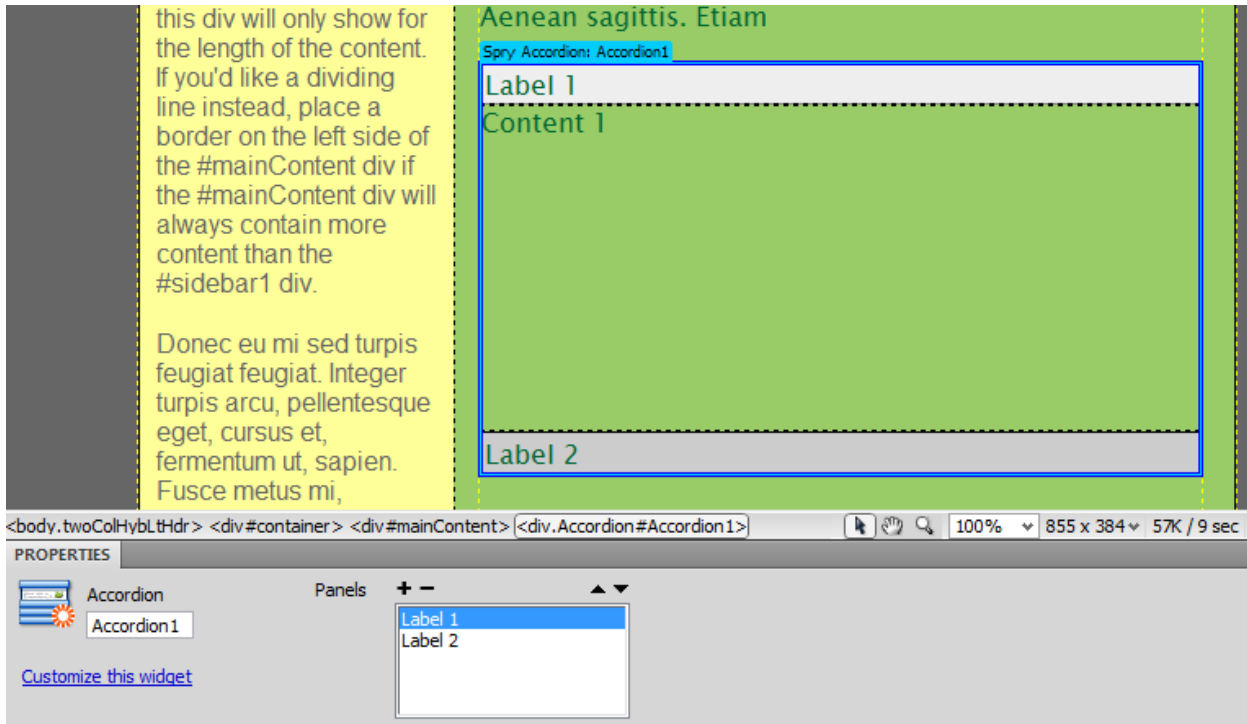 this div will only show for
the length of the content.
If you'd like a dividing
line instead, place a
border on the left side of
the #mainContent div if
the #mainContent div will
always contain more
content than the
#sidebar1 div.
Donec eu mi sed turpis
feugiat feugiat. Integer
turpis arcu, pellentesque
eget, cursus et,
fermentum ut, sapien.
Fusce metus mi,
Aenean sagittis. Etiam
Spry Accordion: Accordion1
Label 1
Content 1
Label 2
<body.twoColHybLtHdr> <div#container> <div#mainContent> <div.Accordion#Accordion1> 100% 855 x 384 57K / 9 sec
PROPERTIES
Accordion
Accordion1
Customize this widget
Panels + −
Label 1
Label 2